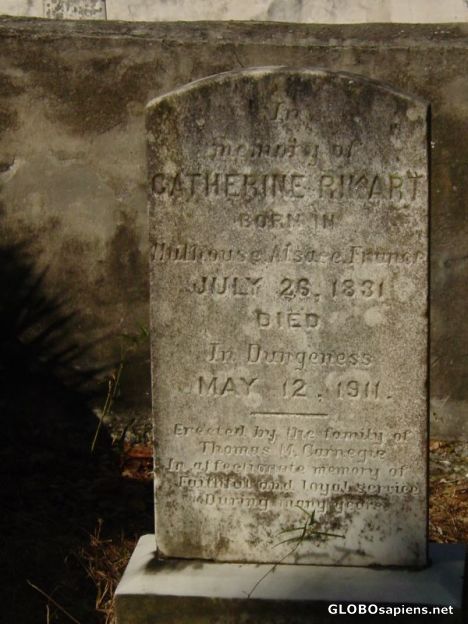 In
memory of
CATHERINE RIKART
BORN IN
Mulhouse, Alsace, France
JULY 26, 1831
DIED
In Dungeness
MAY 12, 1911.
Erected by the family of
Thomas M. Carnegie
In affectionate memory of
Faithful and loyal service
During many years
GLOBOsapiens.net